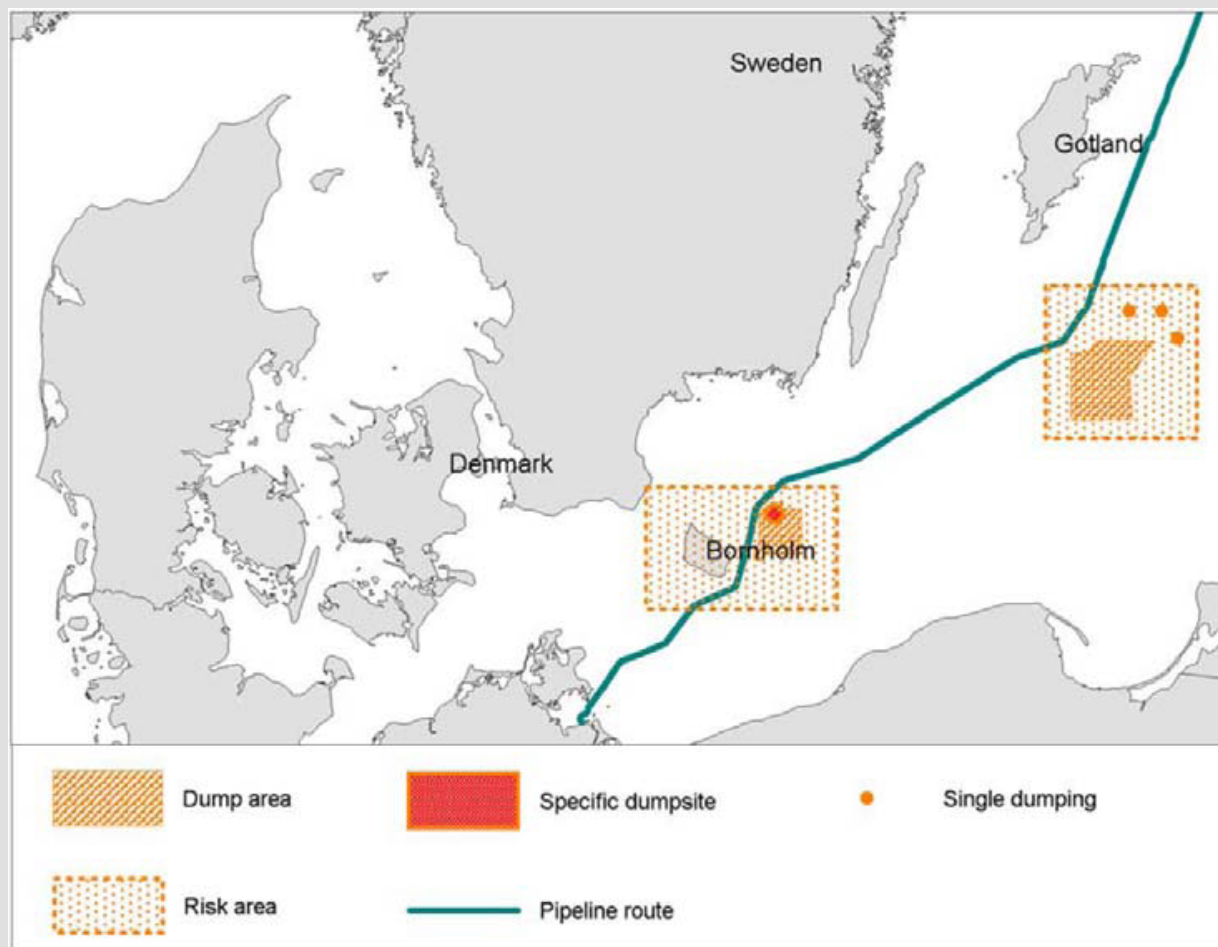 Sweden
Gotland
Denmark
Bornholm
Dump area
Specific dumpsite
Single dumping
Risk area
Pipeline route